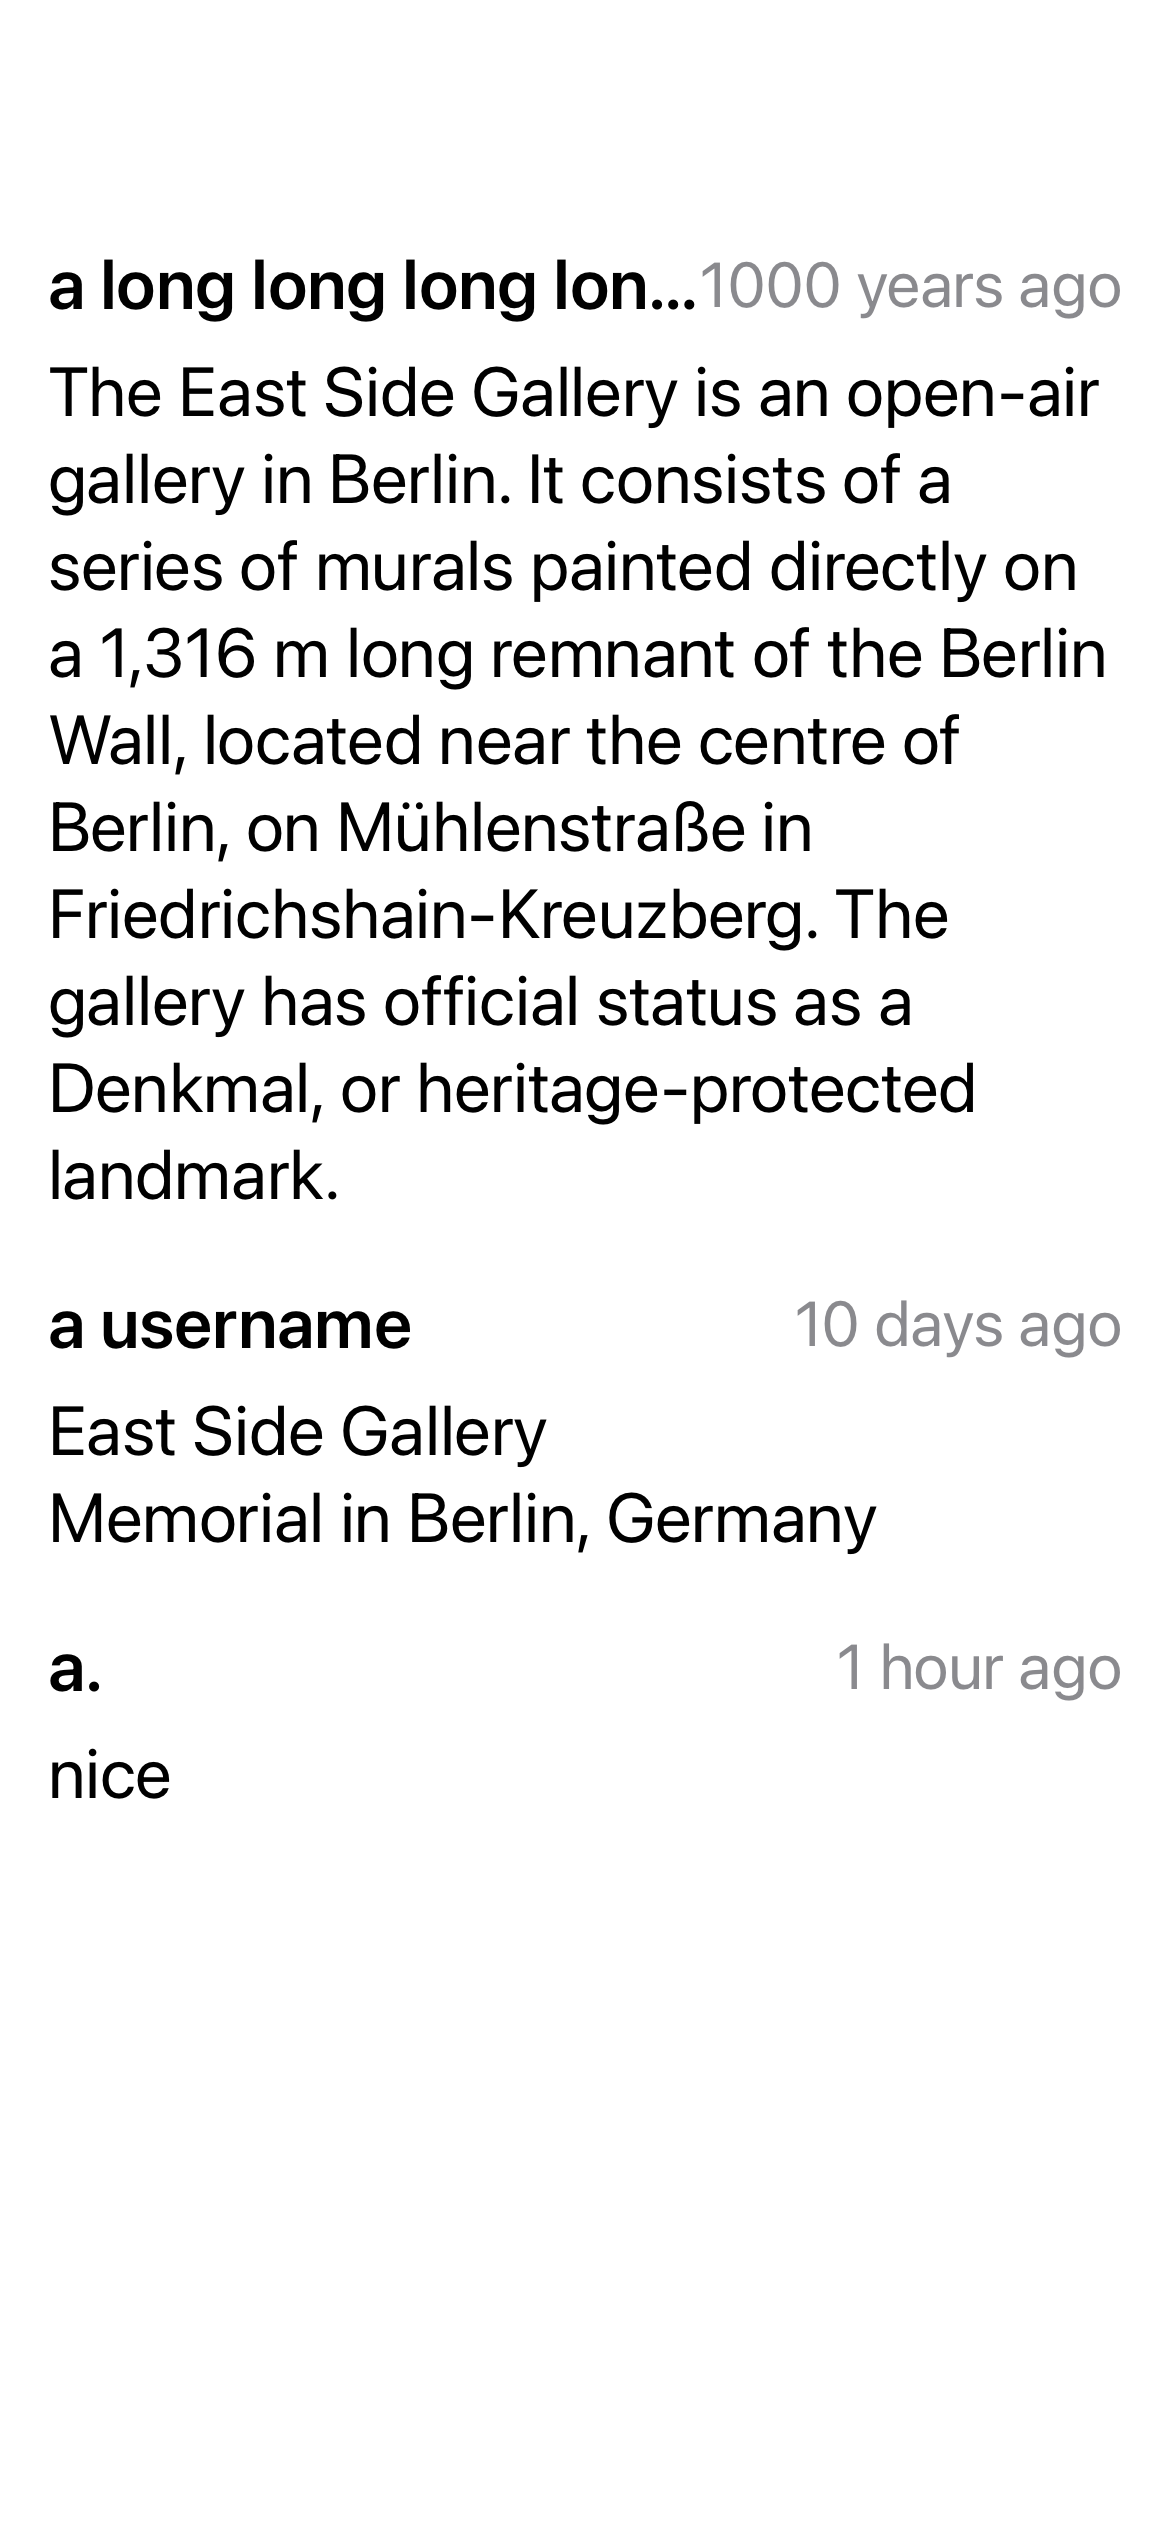 a long long long lon...1000 years ago
The East Side Gallery is an open-air
gallery in Berlin. It consists of a
series of murals painted directly on
a 1,316 m long remnant of the Berlin
Wall, located near the centre of
Berlin, on Mühlenstraße in
Friedrichshain-Kreuzberg. The
gallery has official status as a
Denkmal, or heritage-protected
landmark.
a username 10 days ago
East Side Gallery
Memorial in Berlin, Germany
a. 1 hour ago
nice